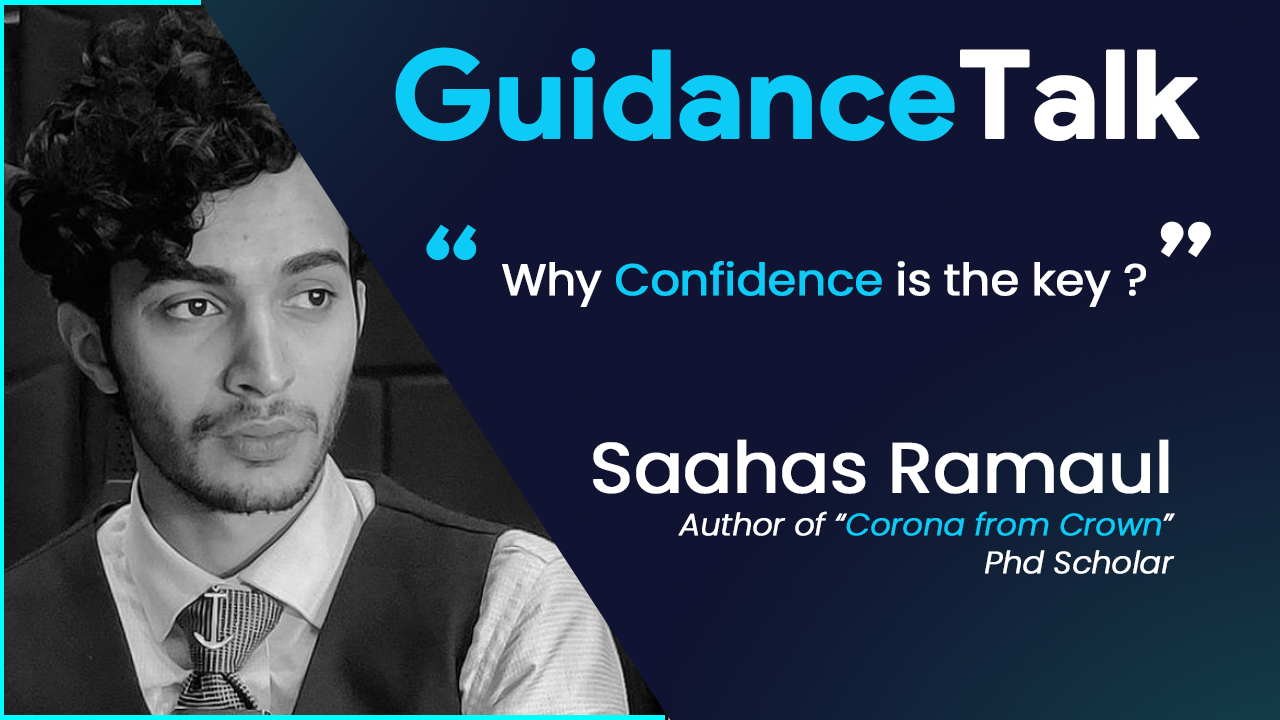 GuidanceTalk
“ Why Confidence is the key ? ”
Saahas Ramaul
Author of “Corona from Crown”
Phd Scholar